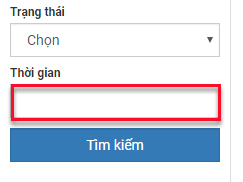 Trạng thái
Chọn
Thời gian
Tìm kiếm